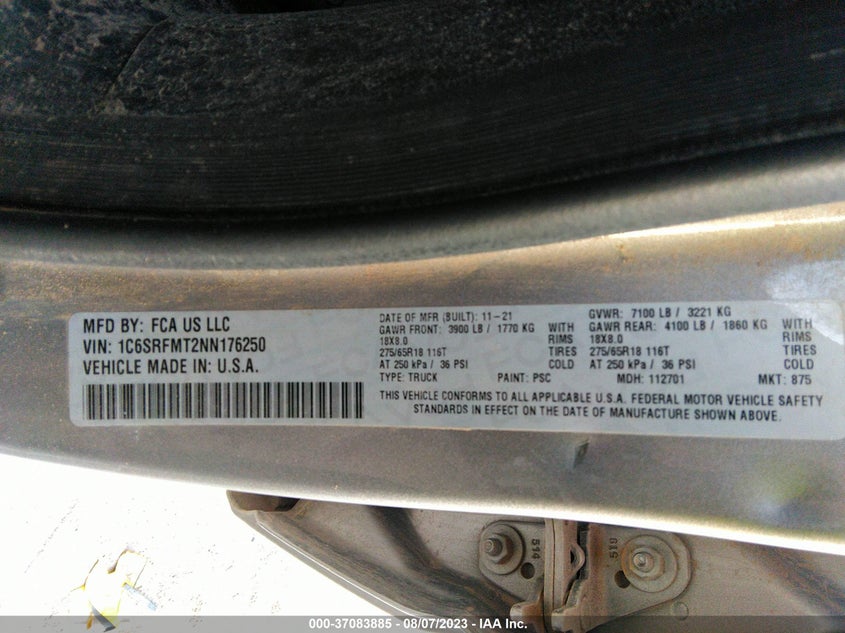 MFD BY: FCA US LLC
VIN: 1C6SRFMT2NN176250
VEHICLE MADE IN: U.S.A.
DATE OF MFR (BUILT): 11-21 GVWR: 7100 LB / 3221 KG
GAWR FRONT: 3900 LB / 1770 KG WITH GAWR REAR: 4100 LB / 1860 KG WITH
18X8.0 RIMS 18X8.0 RIMS
275/65R18 116T TIRES 275/65R18 116T TIRES
AT 250 kPa / 36 PSI COLD AT 250 kPa / 36 PSI COLD
TYPE: TRUCK PAINT: PSC MDH: 112701 MKT: 875
THIS VEHICLE CONFORMS TO ALL APPLICABLE U.S.A. FEDERAL MOTOR VEHICLE SAFETY
STANDARDS IN EFFECT ON THE DATE OF MANUFACTURE SHOWN ABOVE.
514 619
000-37083885 - 08/07/2023 - IAA Inc.